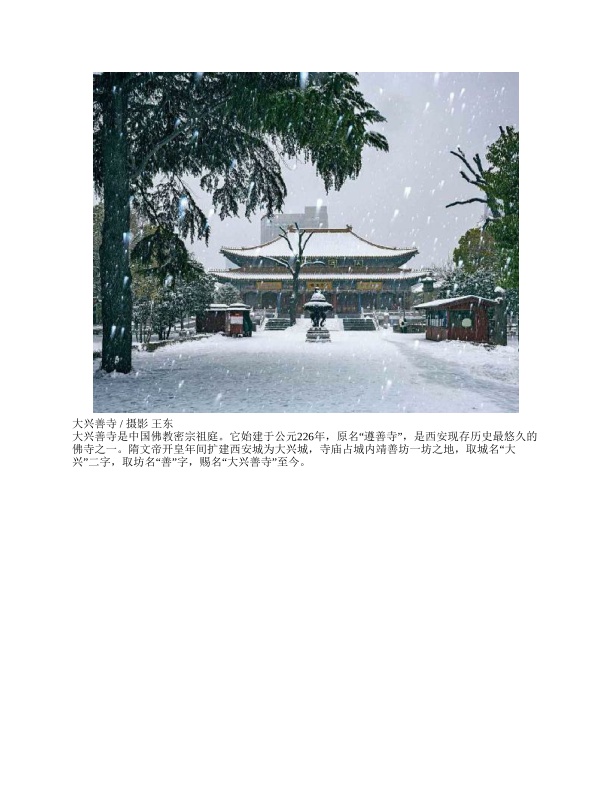 大兴善寺 / 摄影 王东
大兴善寺是中国佛教密宗祖庭。它始建于公元226年，原名“遵善寺”，是西安现存历史最悠久的
佛寺之一。隋文帝开皇年间扩建西安城为大兴城，寺庙占城内靖善坊一坊之地，取城名“大
兴”二字，取坊名“善”字，赐名“大兴善寺”至今。